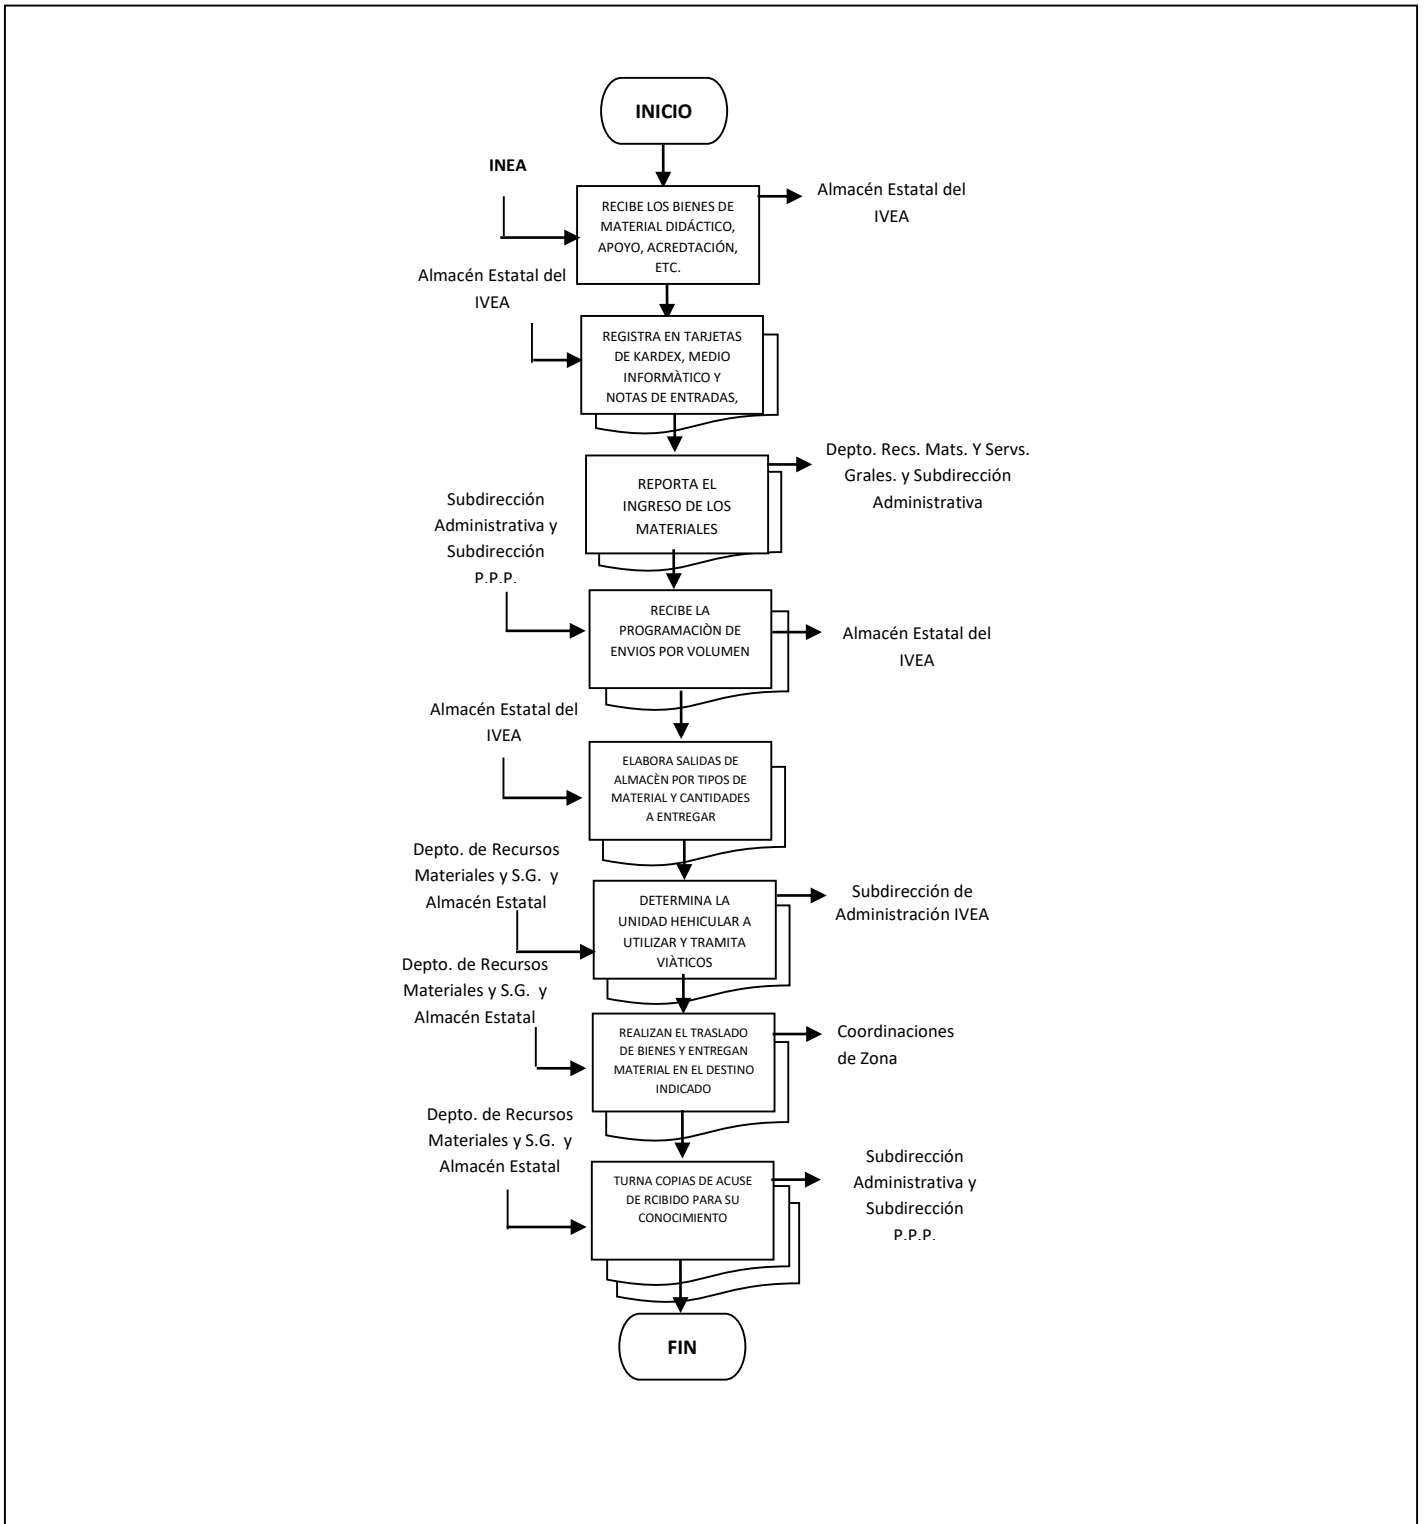 INICIO
INEA
Almacén Estatal del
IVEA
RECIBE LOS BIENES DE
MATERIAL DIDÁCTICO,
APOYO, ACREDTACIÓN,
ETC.
Almacén Estatal del
IVEA
REGISTRA EN TARJETAS
DE KARDEX, MEDIO
INFORMÀTICO Y
NOTAS DE ENTRADAS,
Depto. Recs. Mats. Y Servs.
Grales. y Subdirección
Administrativa
REPORTA EL
INGRESO DE LOS
MATERIALES
Subdirección
Administrativa y
Subdirección
P.P.P.
RECIBE LA
PROGRAMACIÒN DE
ENVIOS POR VOLUMEN
Almacén Estatal del
IVEA
Almacén Estatal del
IVEA
ELABORA SALIDAS DE
ALMACÈN POR TIPOS DE
MATERIAL Y CANTIDADES
A ENTREGAR
Depto. de Recursos
Materiales y S.G. y
Almacén Estatal
DETERMINA LA
UNIDAD HEHICULAR A
UTILIZAR Y TRAMITA
VIÀTICOS
Subdirección de
Administración IVEA
Depto. de Recursos
Materiales y S.G. y
Almacén Estatal
REALIZAN EL TRASLADO
DE BIENES Y ENTREGAN
MATERIAL EN EL DESTINO
INDICADO
Coordinaciones
de Zona
Depto. de Recursos
Materiales y S.G. y
Almacén Estatal
TURNA COPIAS DE ACUSE
DE RCIBIDO PARA SU
CONOCIMIENTO
Subdirección
Administrativa y
Subdirección
P.P.P.
FIN